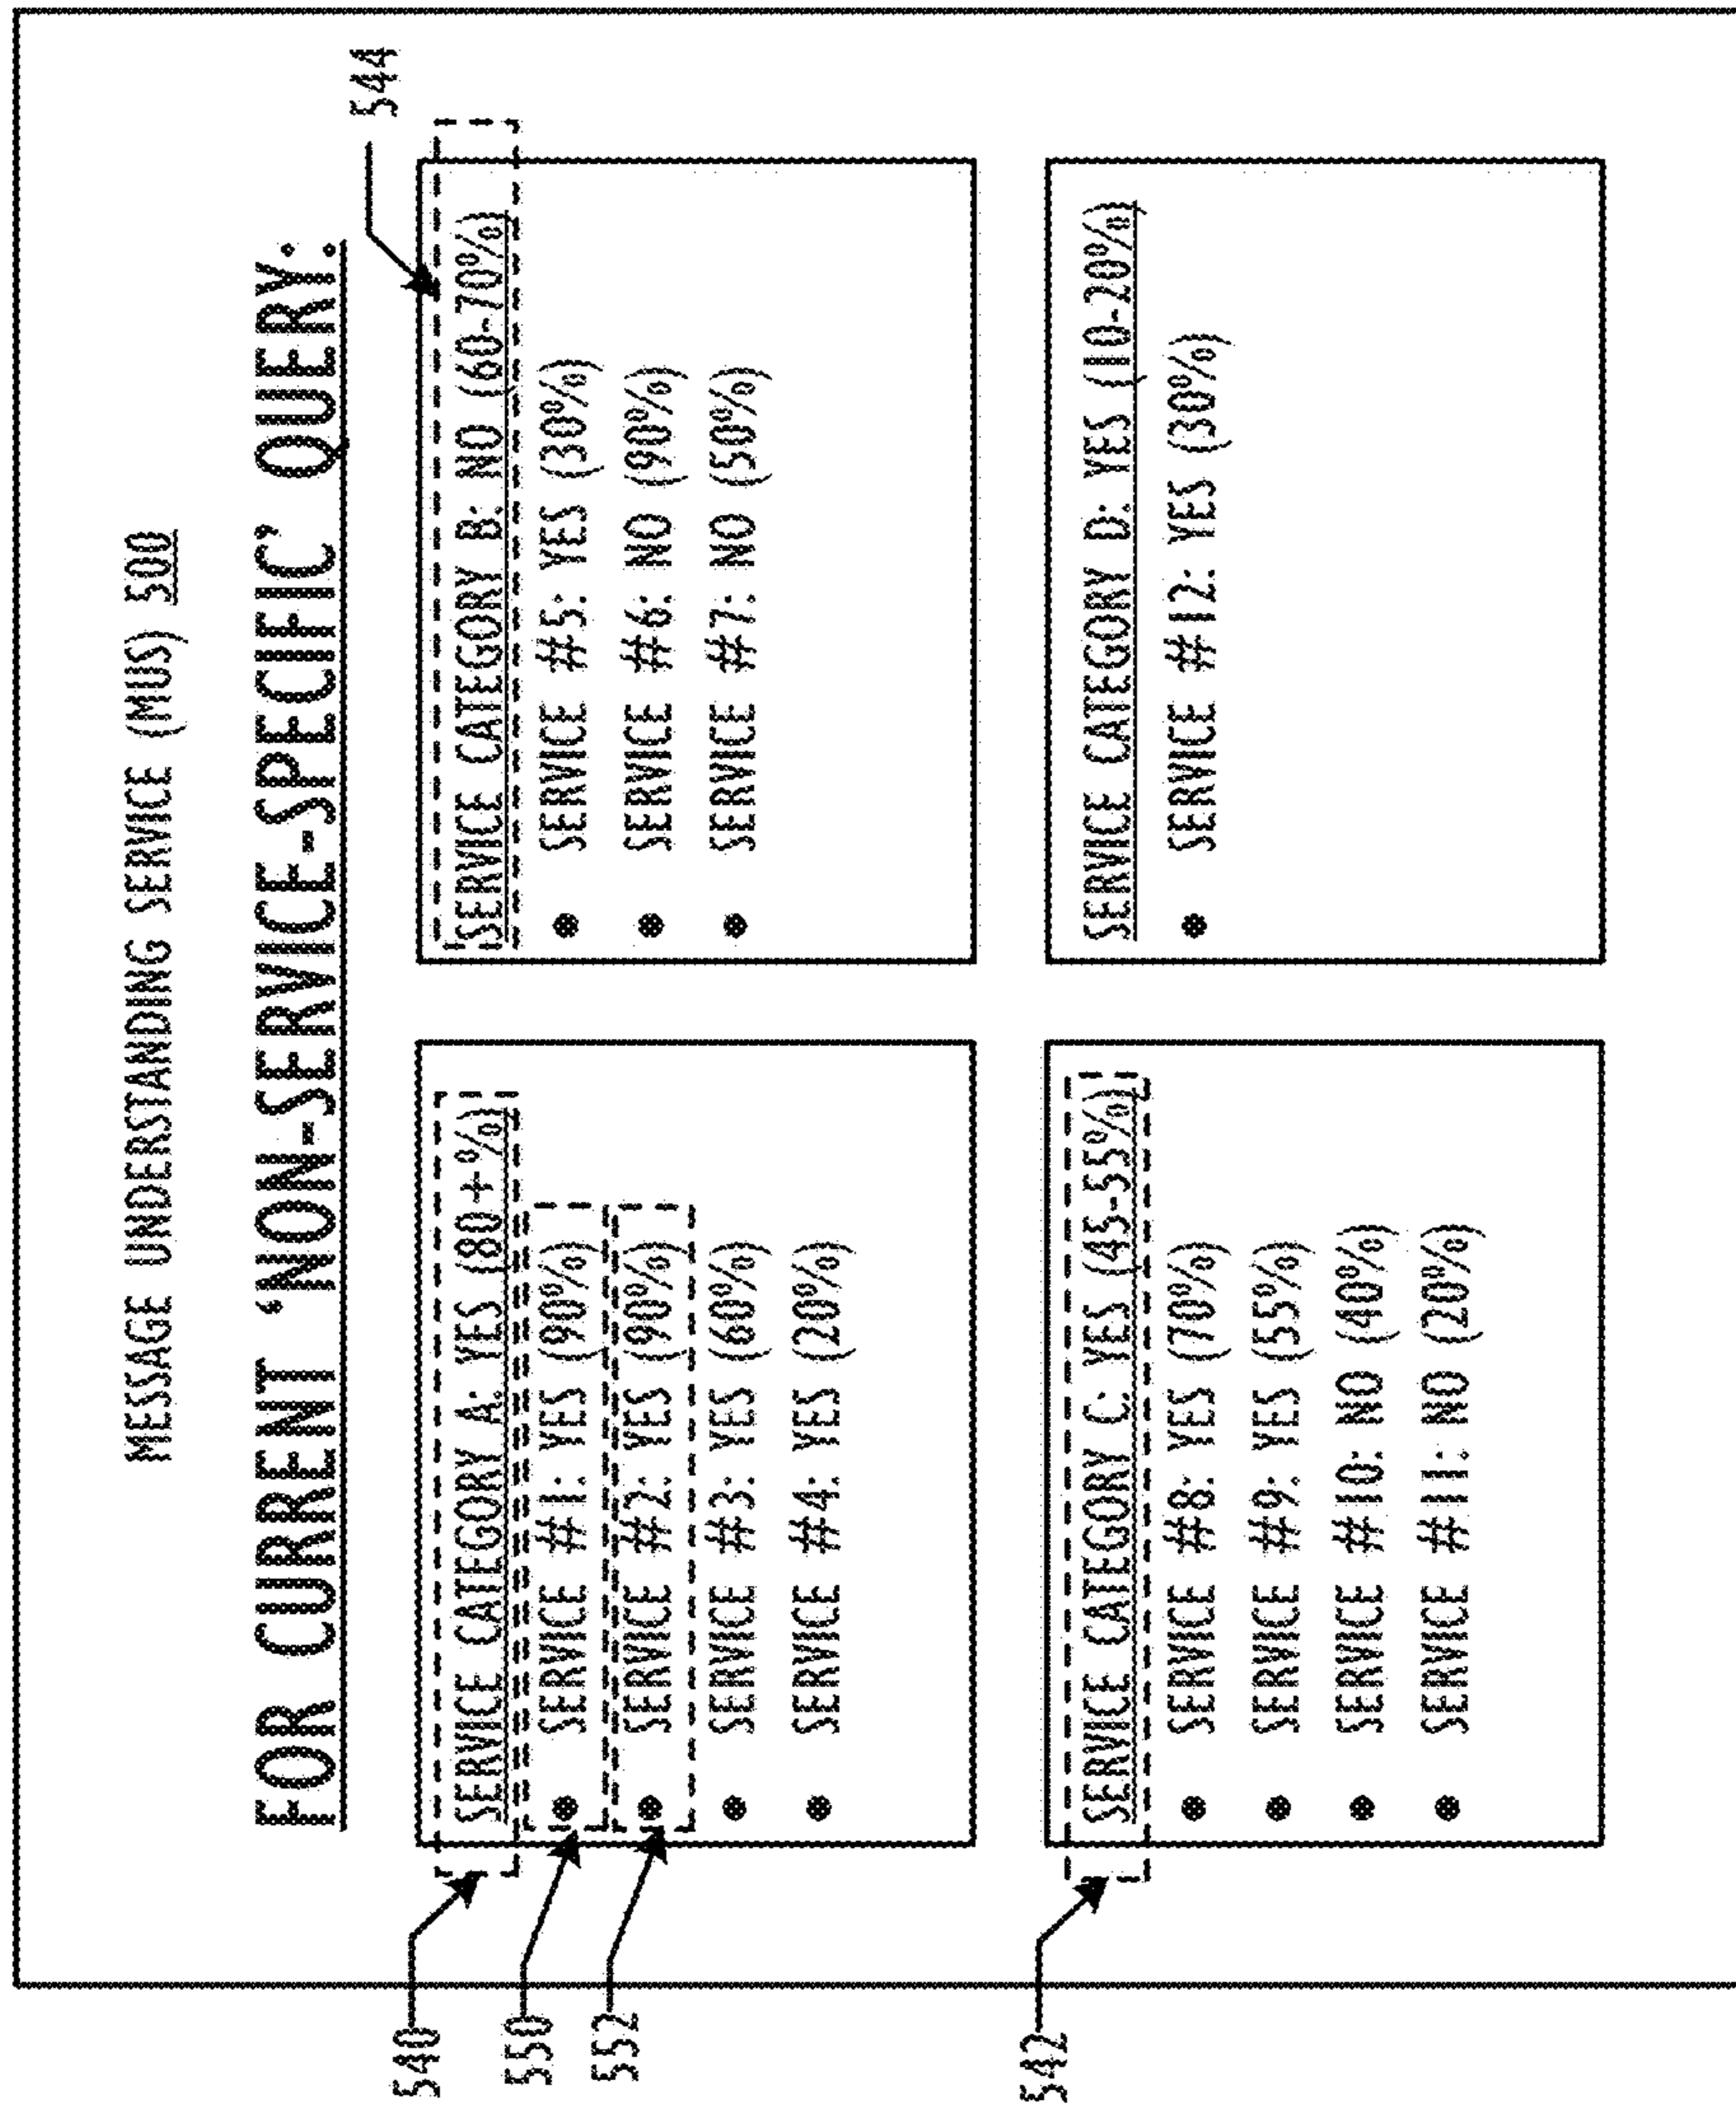 MESSAGE UNDERSTANDING SERVICE (MUS) 500
FOR CURRENT ‘NON-SERVICE-SPECIFIC’ QUERY:
540
SERVICE CATEGORY A: YES (80+%)
550
• SERVICE #1: YES (90%)
552
• SERVICE #2: YES (90%)
• SERVICE #3: YES (60%)
• SERVICE #4: YES (20%)
544
SERVICE CATEGORY B: NO (60-70%)
• SERVICE #5: YES (30%)
• SERVICE #6: NO (90%)
• SERVICE #7: NO (50%)
542
SERVICE CATEGORY C: YES (45-55%)
• SERVICE #8: YES (70%)
• SERVICE #9: YES (55%)
• SERVICE #10: NO (40%)
• SERVICE #11: NO (20%)
SERVICE CATEGORY D: YES (10-20%)
• SERVICE #12: YES (30%)